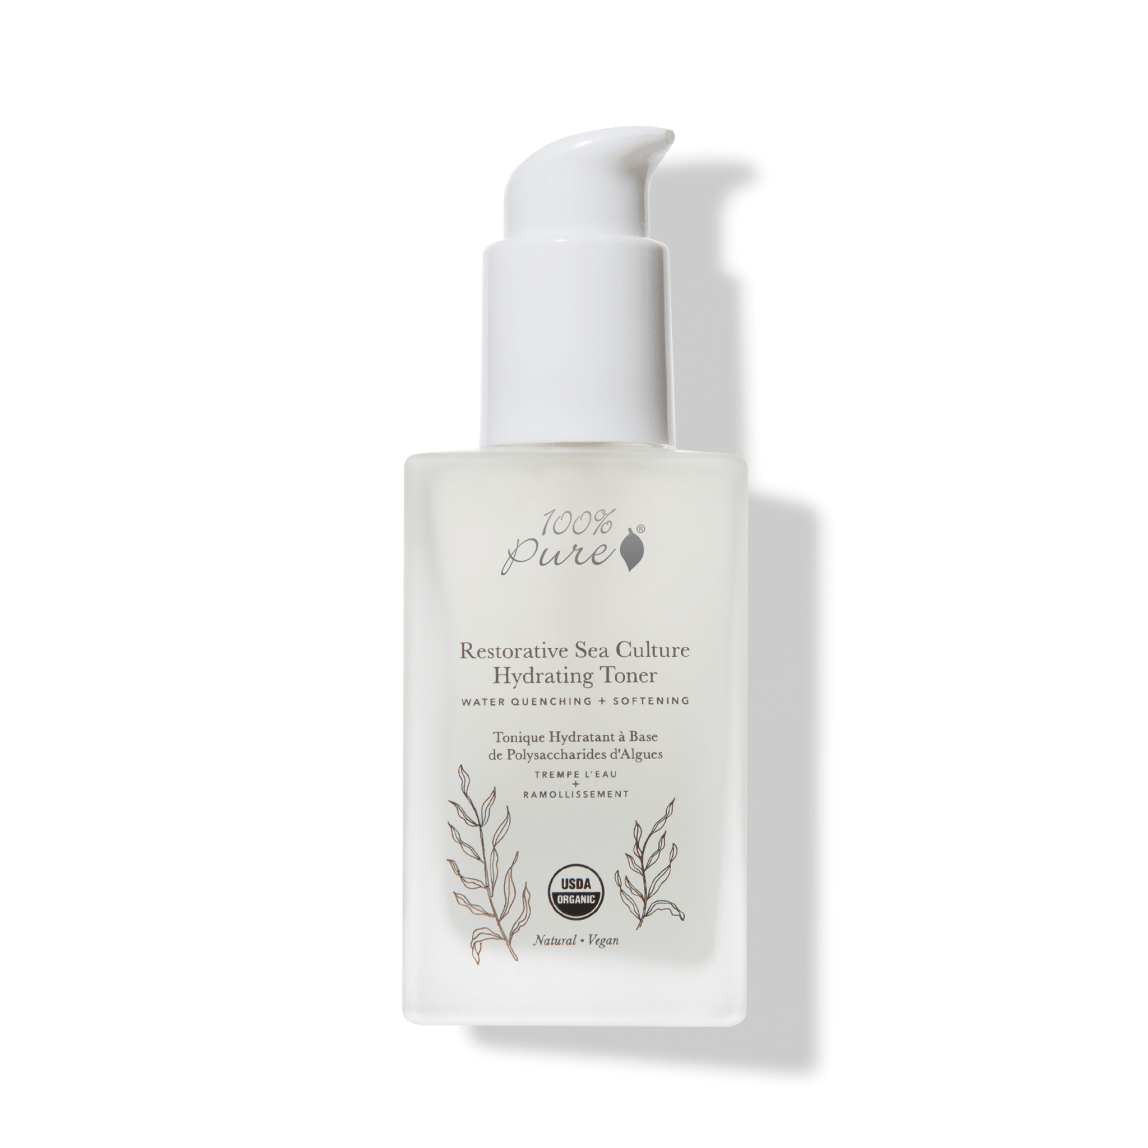 100%
Pure®
Restorative Sea Culture
Hydrating Toner
WATER QUENCHING + SOFTENING
Tonique Hydratant à Base
de Polysaccharides d'Algues
TREMPE L'EAU
+
RAMOLLISSEMENT
USDA
ORGANIC
Natural • Vegan